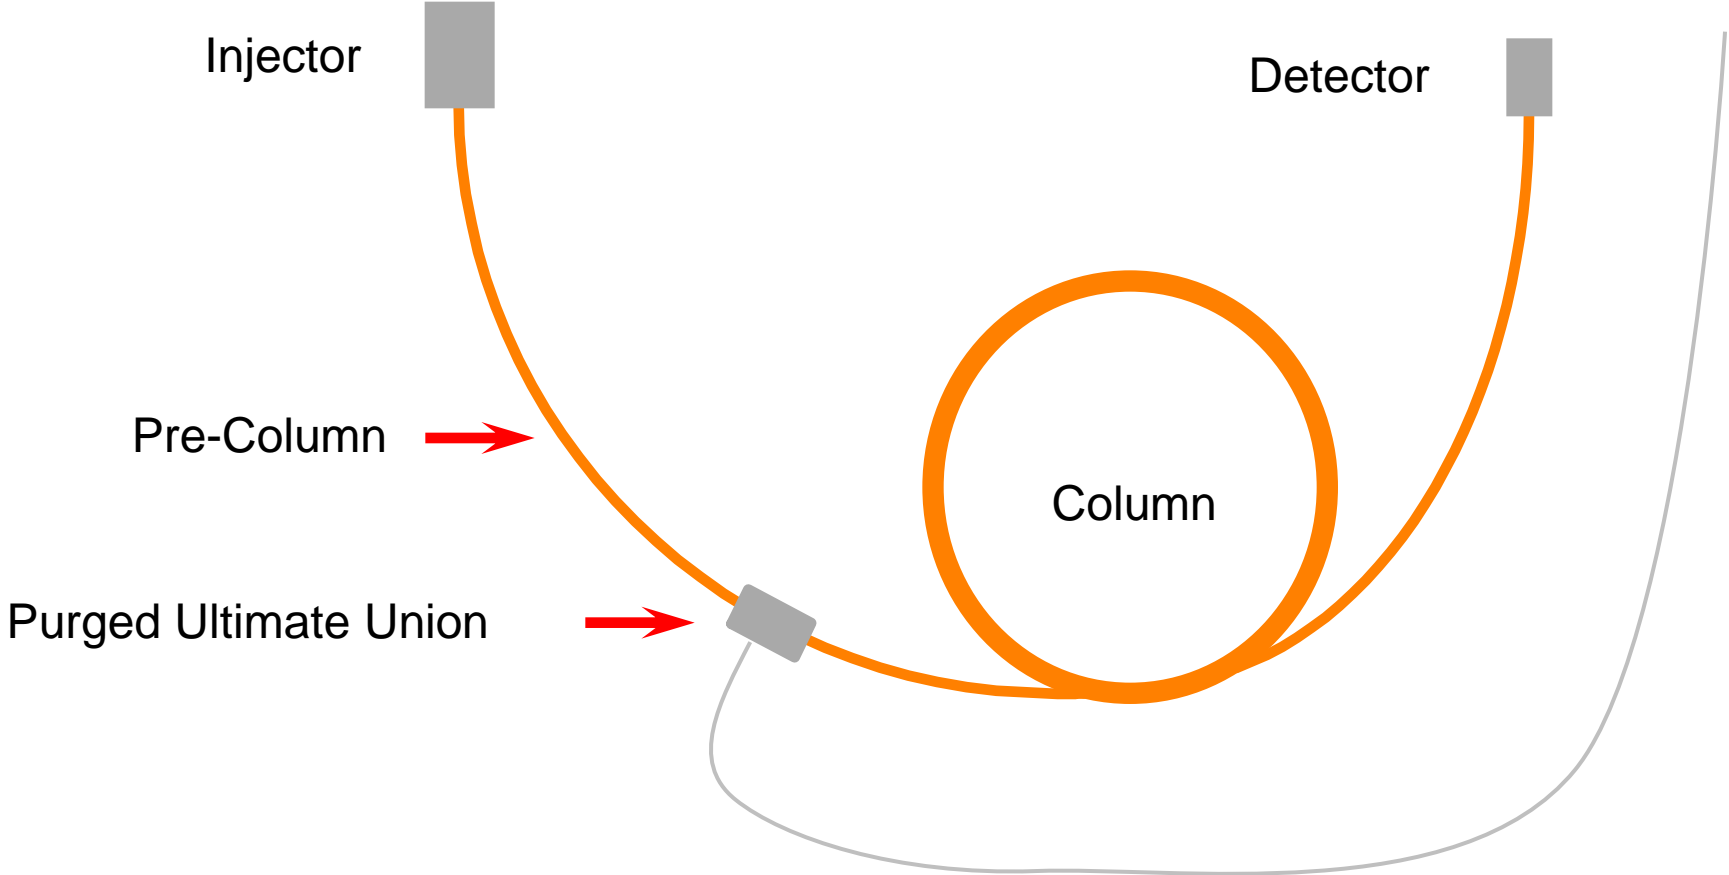 Injector
Detector
Pre-Column
Column
Purged Ultimate Union